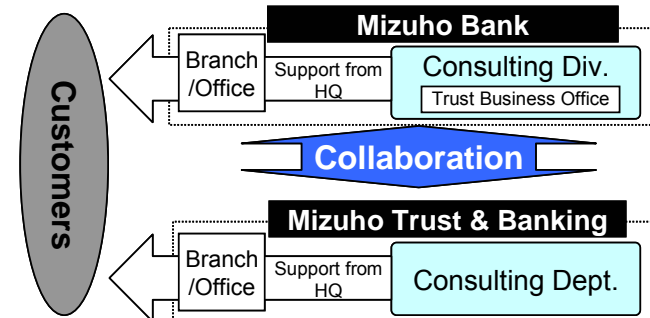 Mizuho Bank
Customers
Branch
/Office
Support from
HQ
Consulting Div.
Trust Business Office
Collaboration
Mizuho Trust & Banking
Branch
/Office
Support from
HQ
Consulting Dept.